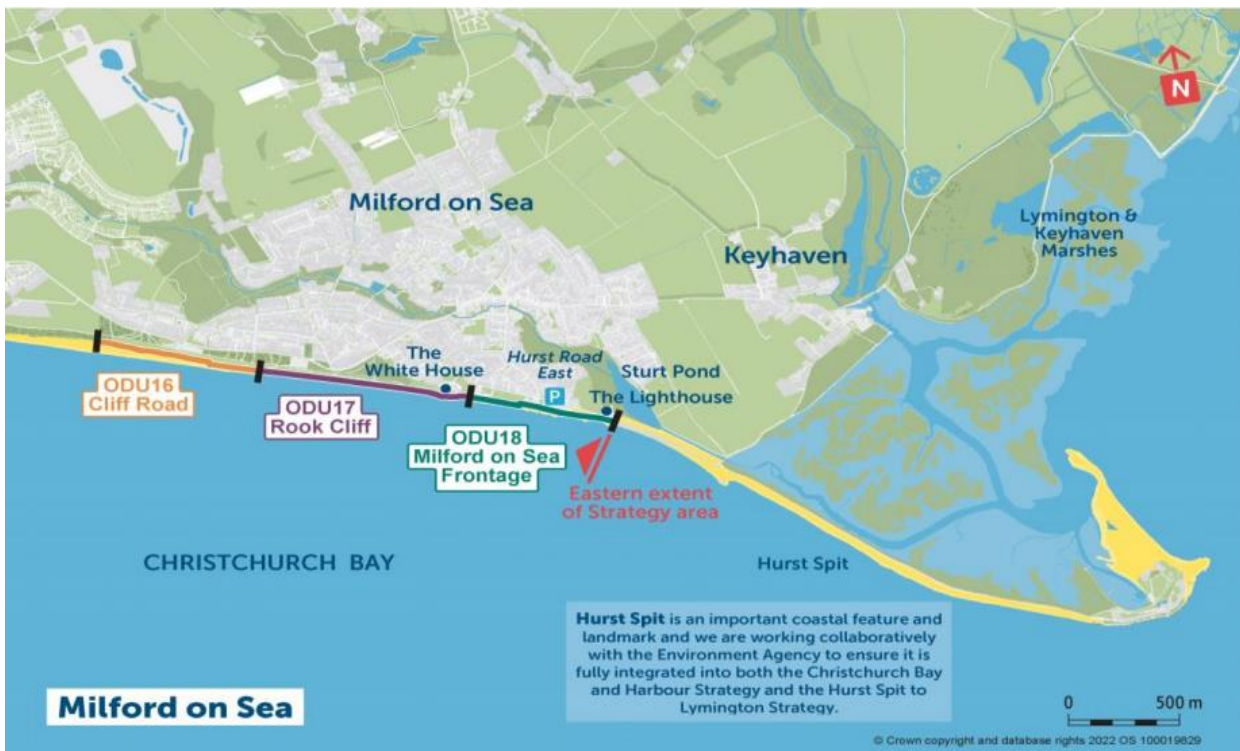 N
Milford on Sea
Lymington &
Keyhaven
Marshes
Keyhaven
The
White House
Hurst Road
East
P
Sturt Pond
The Lighthouse
ODU16
Cliff Road
ODU17
Rook Cliff
ODU18
Milford on Sea
Frontage
Eastern extent
of Strategy area
CHRISTCHURCH BAY
Hurst Spit
Hurst Spit is an important coastal feature and
landmark and we are working collaboratively
with the Environment Agency to ensure it is
fully integrated into both the Christchurch Bay
and Harbour Strategy and the Hurst Spit to
Lymington Strategy.
Milford on Sea
0 500 m
© Crown copyright and database rights 2022 OS 100019829